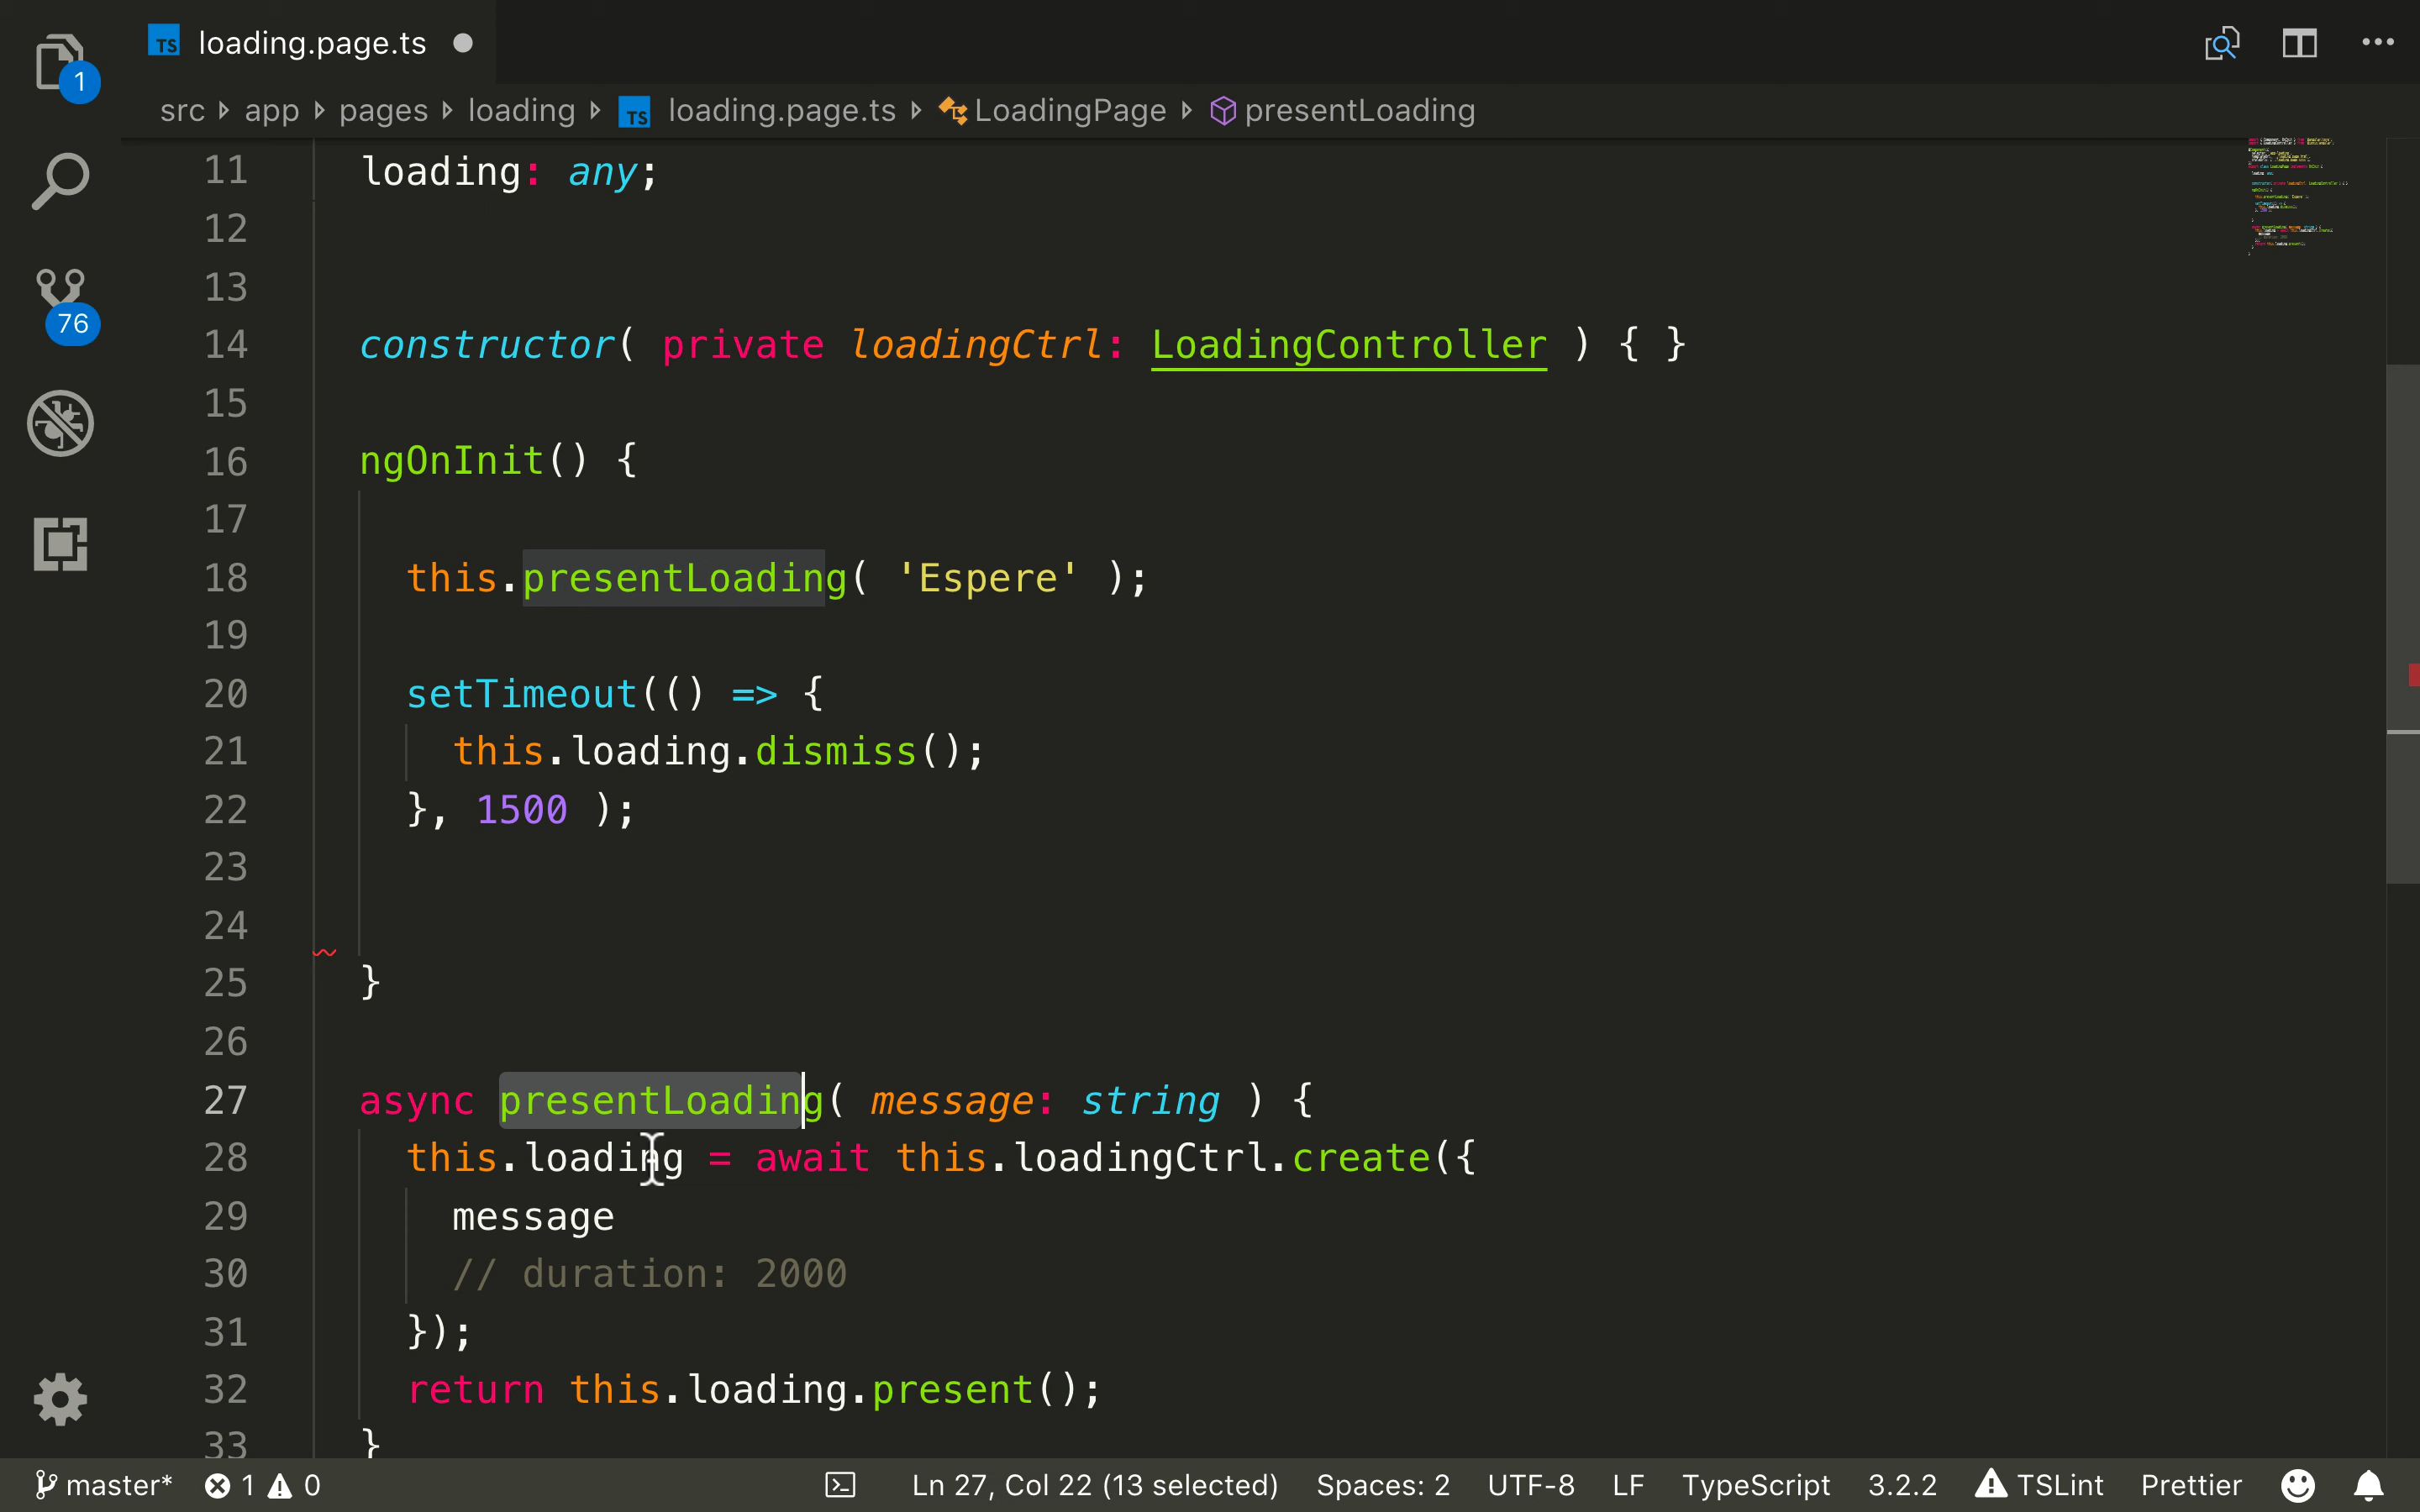 TS loading.page.ts
1
src app pages loading TS loading.page.ts LoadingPage presentLoading
76
11 loading: any;
12
13
14 constructor( private loadingCtrl: LoadingController ) { }
15
16 ngOnInit() {
17
18 this.presentLoading( 'Espere' );
19
20 setTimeout(() => {
21 this.loading.dismiss();
22 }, 1500 );
23
24
25 }
26
27 async presentLoading( message: string ) {
28 this.loading = await this.loadingCtrl.create({
29 message
30 // duration: 2000
31 });
32 return this.loading.present();
33 }
master* 1 0 Ln 27, Col 22 (13 selected) Spaces: 2 UTF-8 LF TypeScript 3.2.2 TSLint Prettier